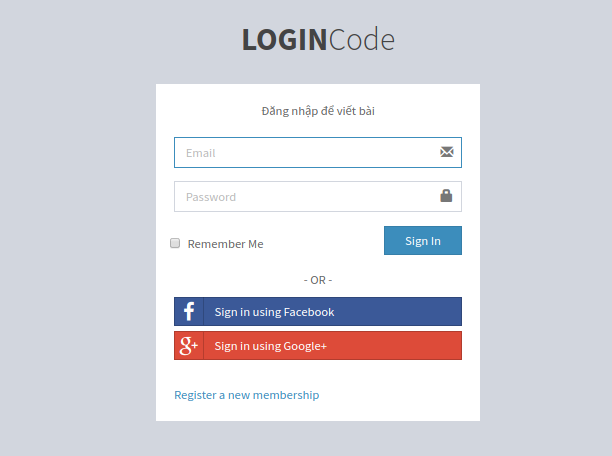 LOGINCode
Đăng nhập để viết bài
Email
Password
Remember Me
Sign In
- OR -
Sign in using Facebook
Sign in using Google+
Register a new membership